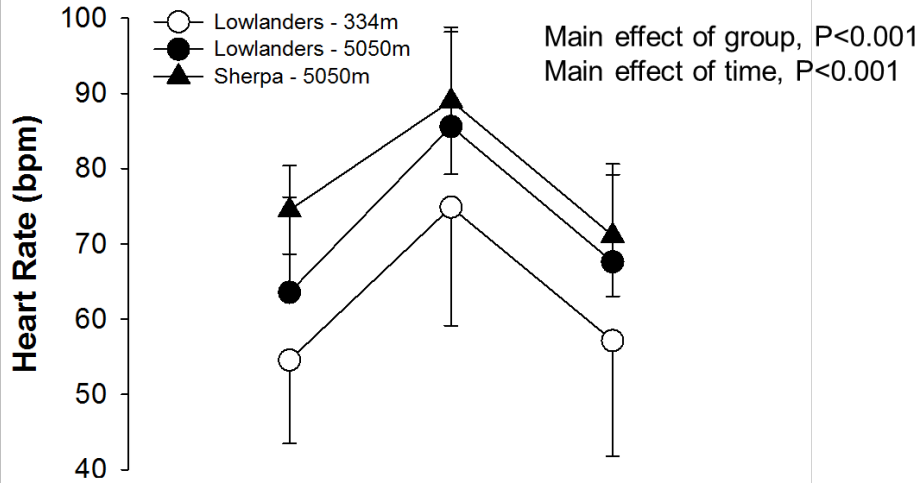 100
90
80
70
60
50
40
Heart Rate (bpm)
Lowlanders - 334m
Lowlanders - 5050m
Sherpa - 5050m
Main effect of group, P<0.001
Main effect of time, P<0.001